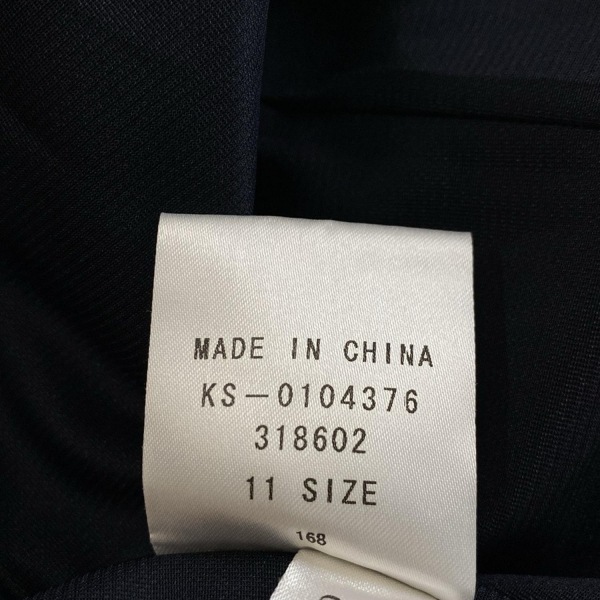 MADE IN CHINA
KS-0104376
318602
11 SIZE
168